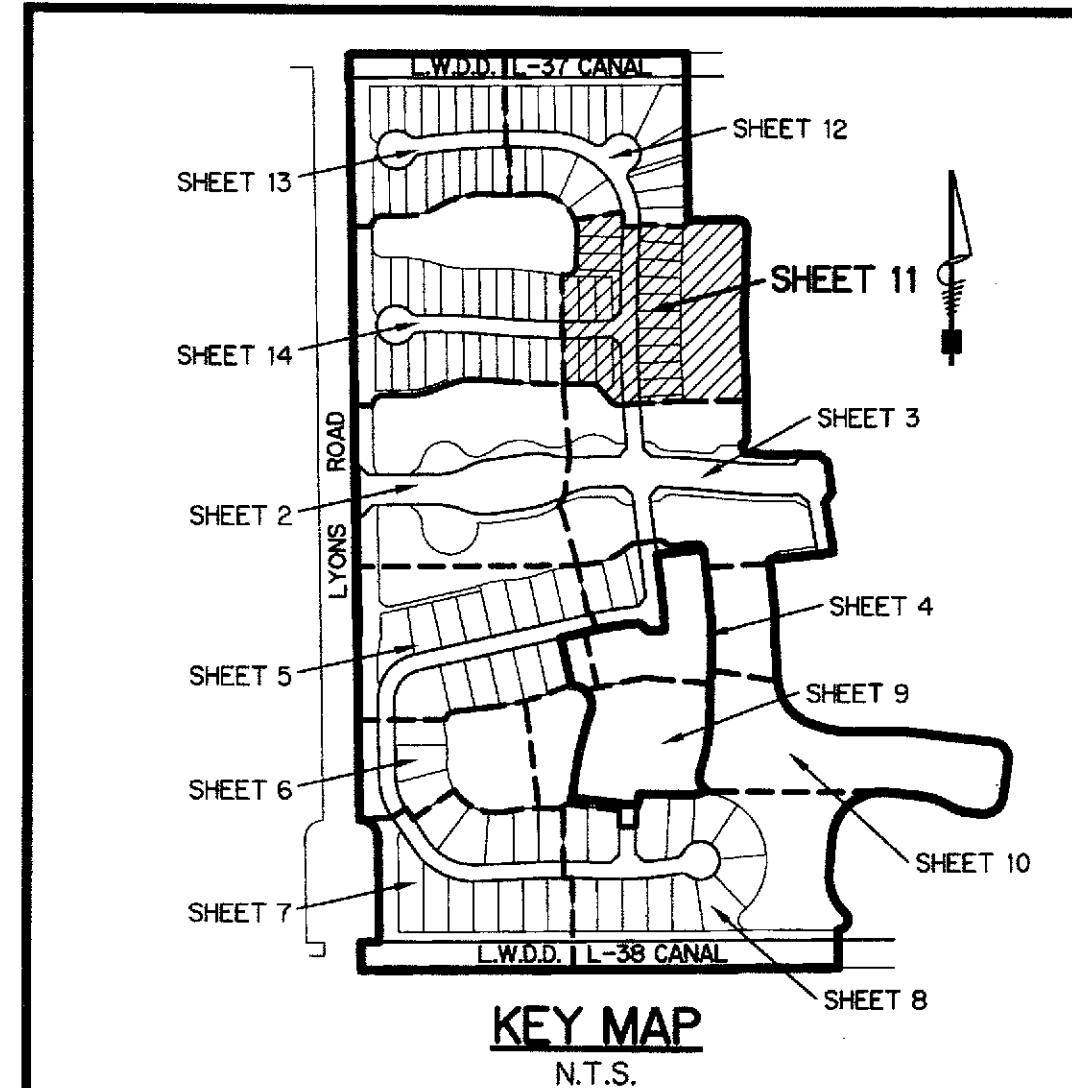 L.W.D.D. L-37 CANAL
SHEET 12
SHEET 13
SHEET 11
SHEET 14
SHEET 3
LYONS ROAD
SHEET 2
SHEET 4
SHEET 5
SHEET 9
SHEET 6
SHEET 10
SHEET 7
L.W.D.D. L-38 CANAL
SHEET 8
KEY MAP
N.T.S.